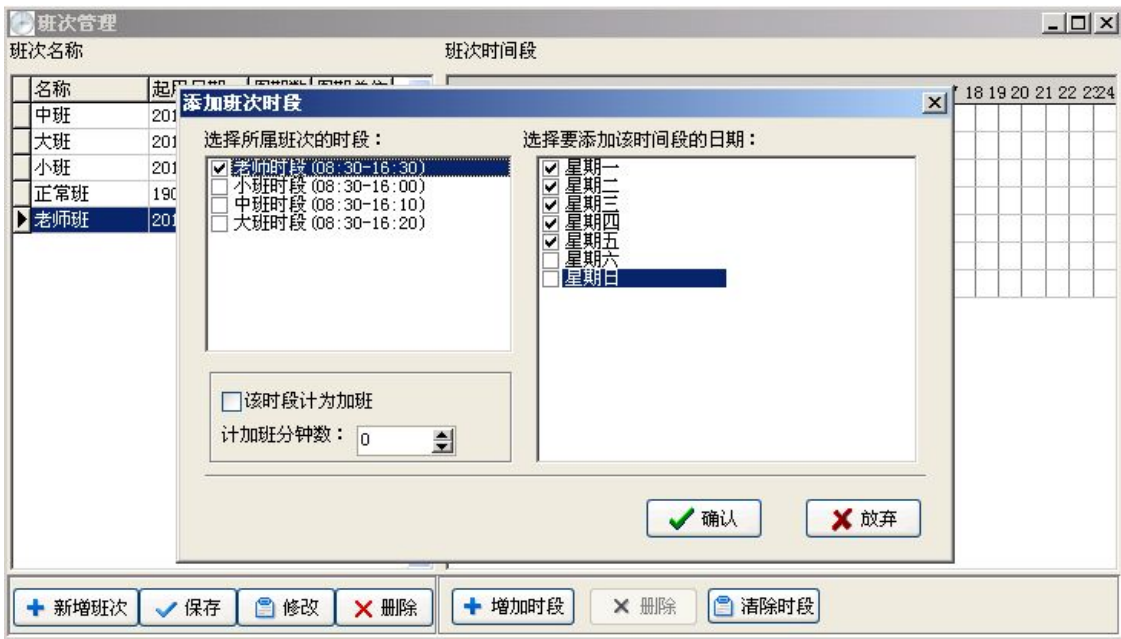 班次管理
班次名称
班次时间段
名称
中班 201
大班 201
小班 201
正常班 190
老师班 201
18 19 20 21 22 2324
添加班次时段
选择所属班次的时段：
老师时段(08:30-16:30)
小班时段(08:30-16:00)
中班时段(08:30-16:10)
大班时段(08:30-16:20)
选择要添加该时间段的日期：
星期一
星期二
星期三
星期四
星期五
星期六
星期日
该时段计为加班
计加班分钟数： 0
确认
放弃
新增班次 保存 修改 删除 增加时段 删除 清除时段